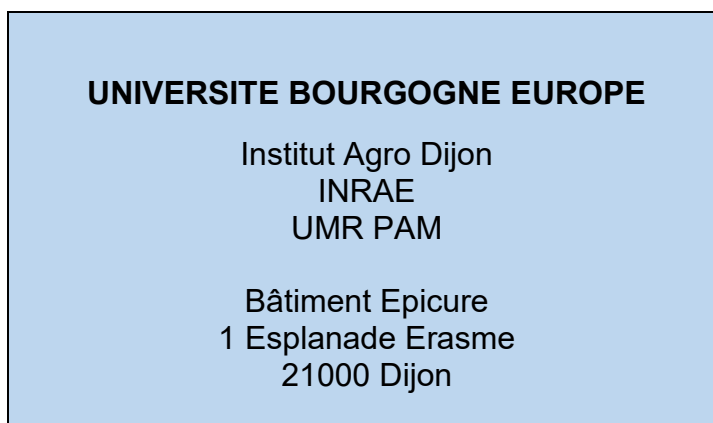 UNIVERSITE BOURGOGNE EUROPE
Institut Agro Dijon
INRAE
UMR PAM
Bâtiment Epicure
1 Esplanade Erasme
21000 Dijon